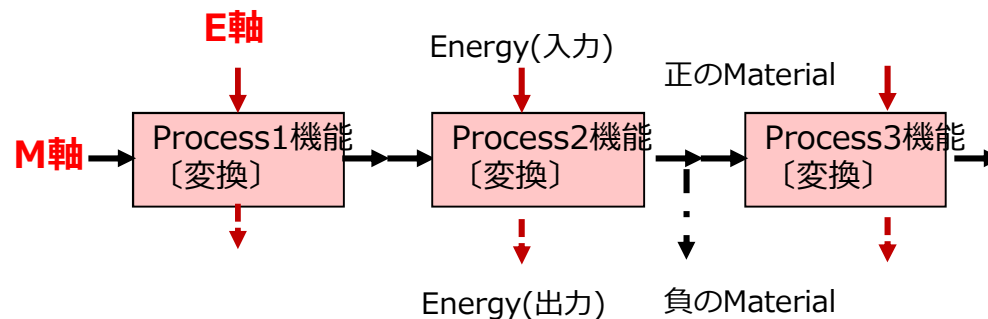 E軸
Energy(入力)
正のMaterial
M軸
Process1機能
〔変換〕
Process2機能
〔変換〕
Process3機能
〔変換〕
Energy(出力)
負のMaterial